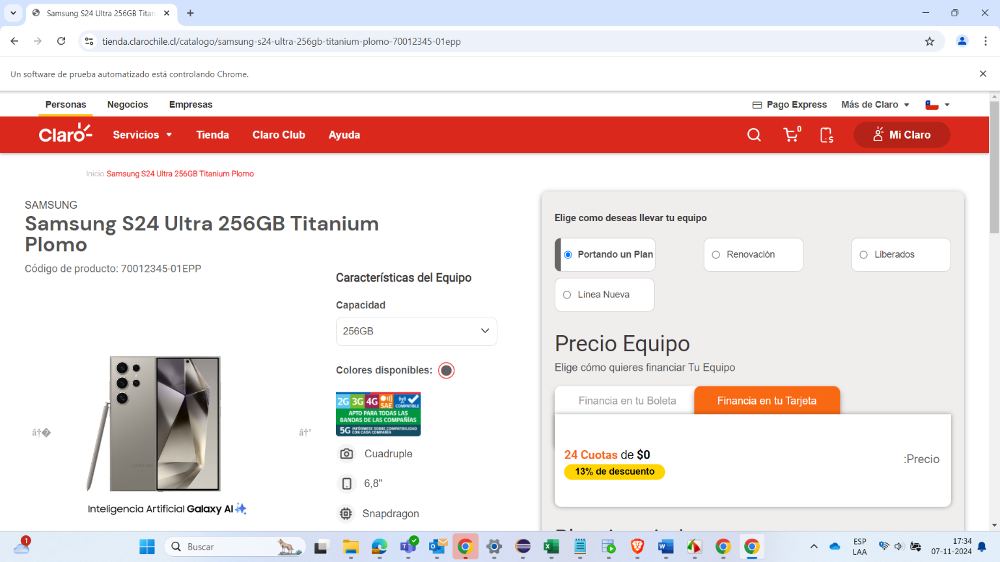 Samsung S24 Ultra 256GB Titan
tienda.clarochile.cl/catalogo/samsung-s24-ultra-256gb-titanium-plomo-70012345-01epp
Un software de prueba automatizado está controlando Chrome.
Personas Negocios Empresas Pago Express Más de Claro
Claro Servicios Tienda Claro Club Ayuda 0 $ Mi Claro
Inicio Samsung S24 Ultra 256GB Titanium Plomo
SAMSUNG
Samsung S24 Ultra 256GB Titanium
Plomo
Código de producto: 70012345-01EPP
Características del Equipo
Capacidad
256GB
Colores disponibles:
2G 3G 4G SAE COMPATIBLE
APTO PARA TODAS LAS
BANDAS DE LAS COMPAÑÍAS
5G INFÓRMESE SOBRE COMPATIBILIDAD
CON CADA COMPAÑÍA
â†�
â†’
Cuadruple
6,8"
Snapdragon
SAMSUNG
Inteligencia Artificial Galaxy AI
Elige como deseas llevar tu equipo
Portando un Plan Renovación Liberados
Línea Nueva
Precio Equipo
Elige cómo quieres financiar Tu Equipo
Financia en tu Boleta Financia en tu Tarjeta
24 Cuotas de $0
:Precio
13% de descuento
1
Buscar
ESP
LAA
17:34
07-11-2024